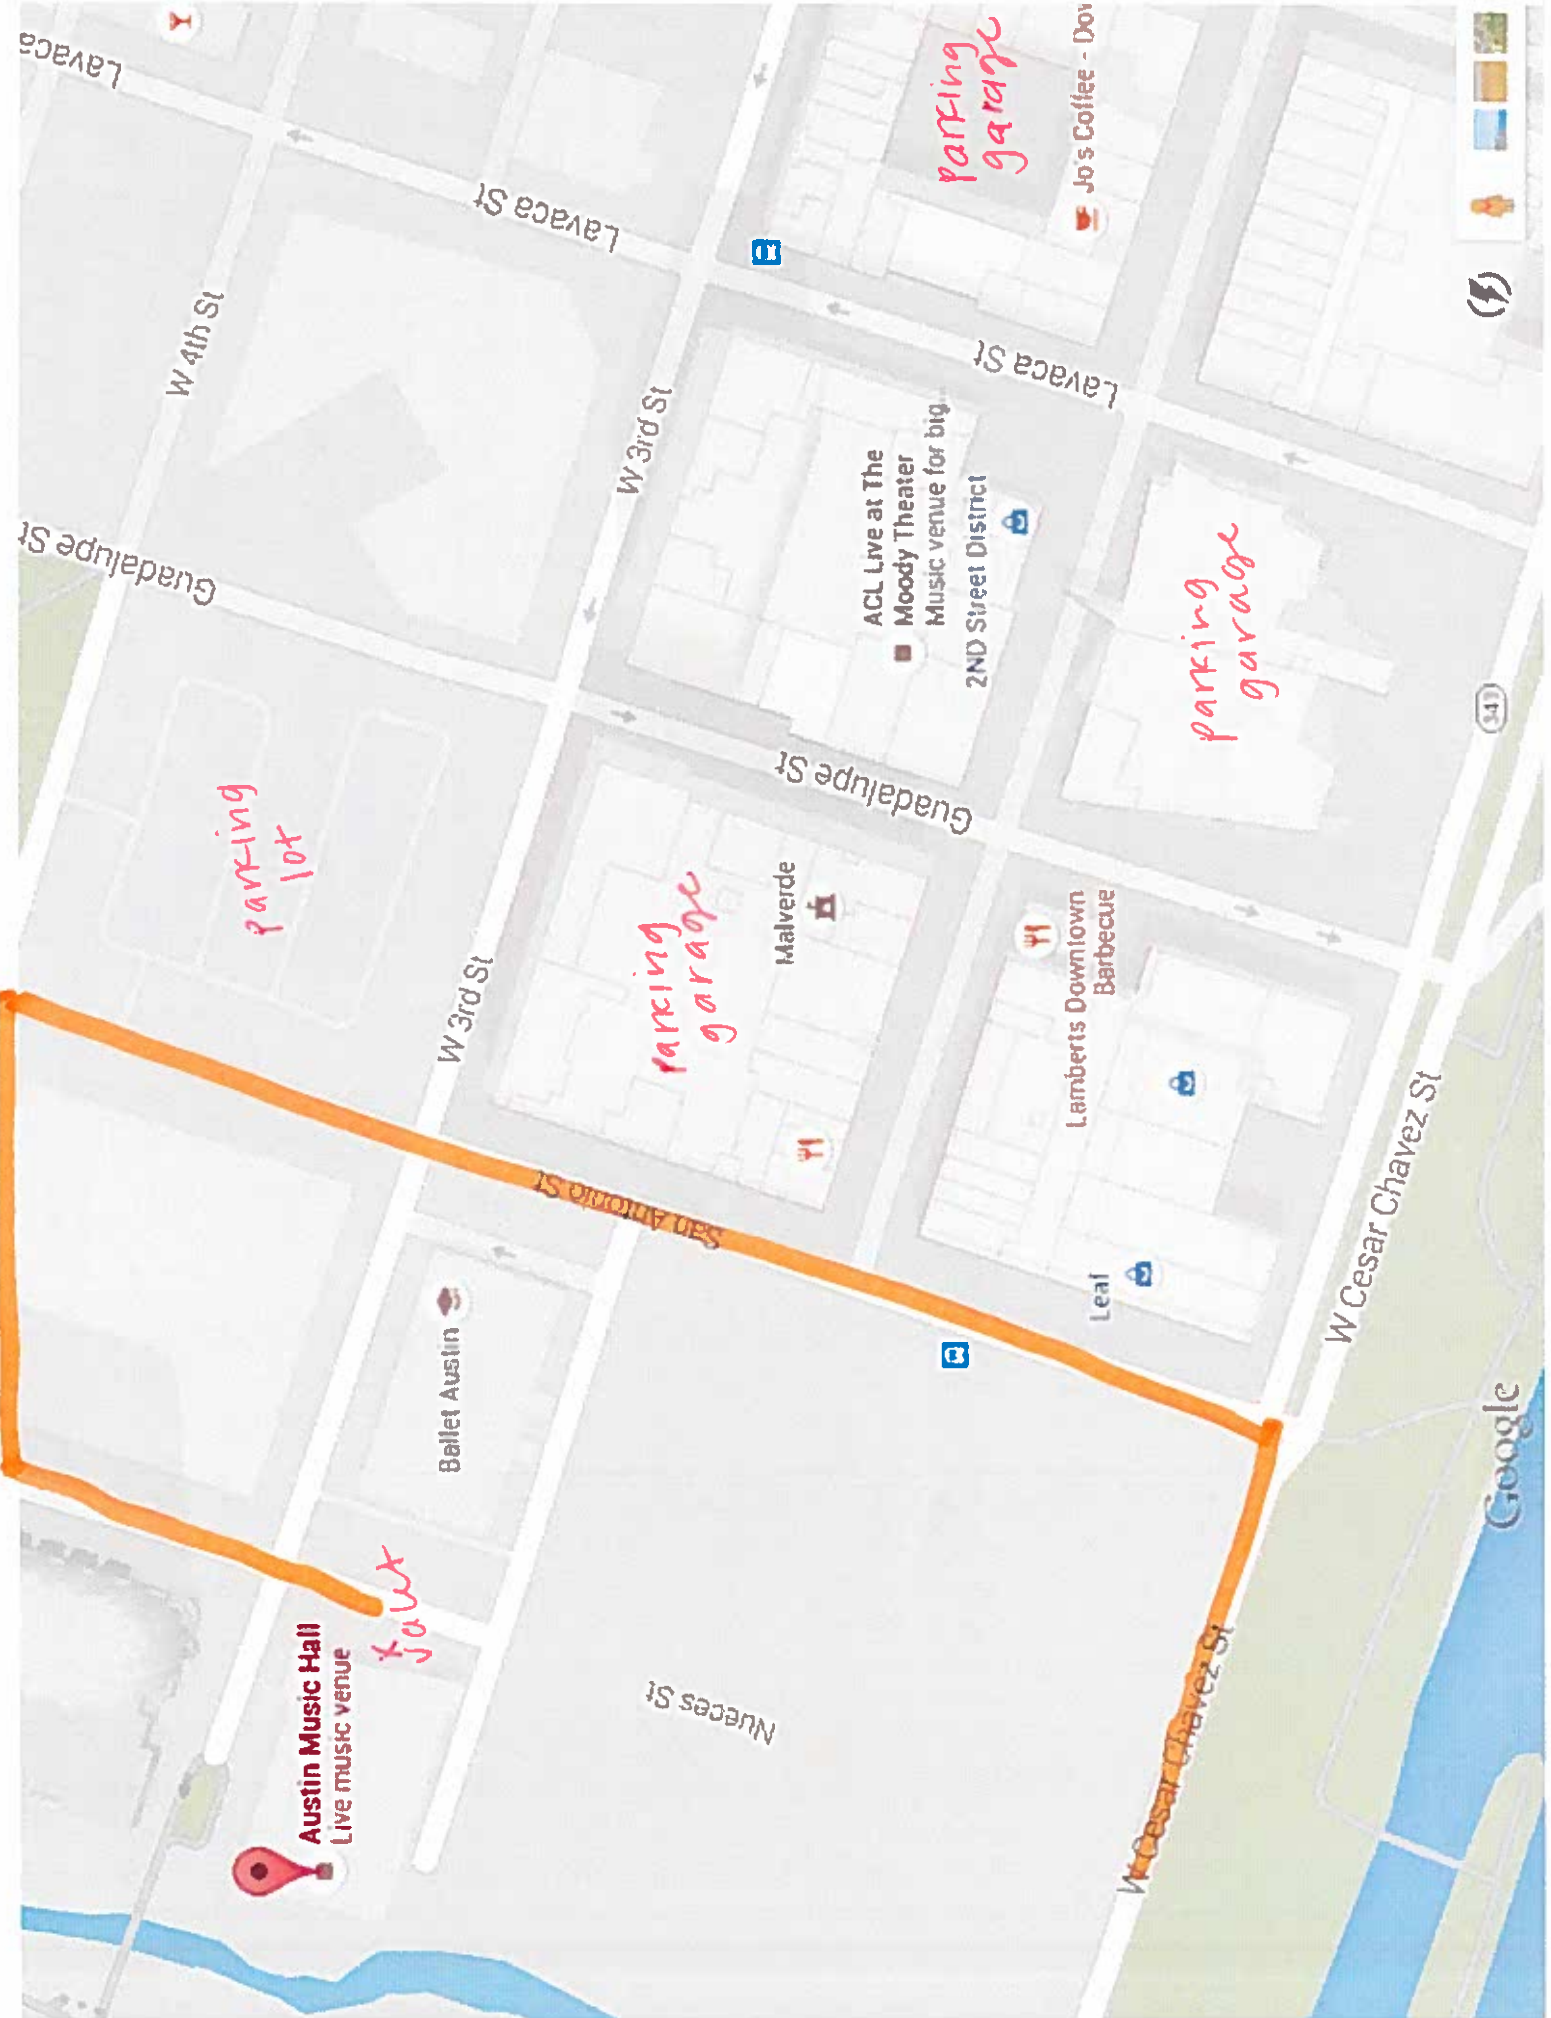 Lavaca
W 4th St
Lavaca St
Guadalupe St
W 3rd St
parking
garage
Jo's Coffee - Dow
Lavaca St
ACL Live at The
Moody Theater
Music venue for big...
2ND Street District
parking
lot
Guadalupe St
parking
garage
W 3rd St
parking
garage
Malverde
Lamberts Downtown
Barbecue
343
San Antonio St
Ballet Austin
Leaf
W Cesar Chavez St
Austin Music Hall
Live music venue
Nueces St
W Cesar Chavez St
Google